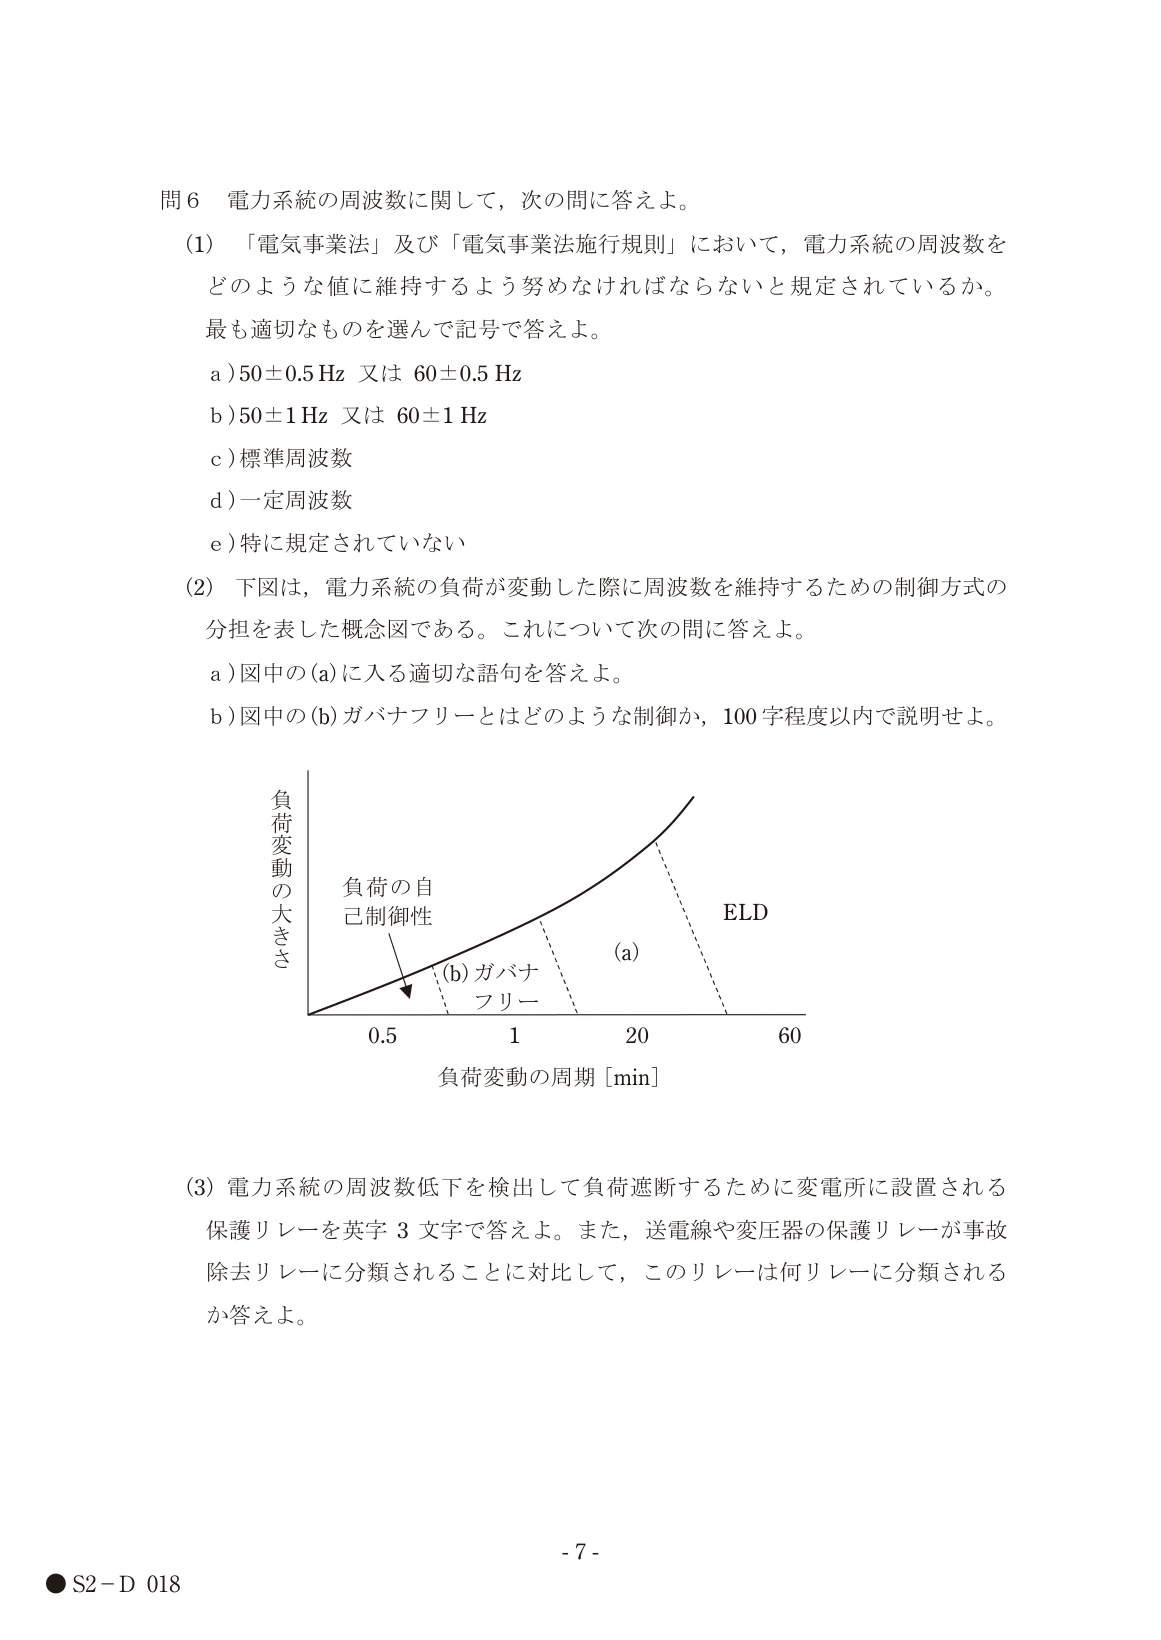 問６　電力系統の周波数に関して，次の問に答えよ。
(1)　「電気事業法」及び「電気事業法施行規則」において，電力系統の周波数を
どのような値に維持するよう努めなければならないと規定されているか。
最も適切なものを選んで記号で答えよ。
ａ)50±0.5 Hz 又は 60±0.5 Hz
ｂ)50±1 Hz 又は 60±1 Hz
ｃ)標準周波数
ｄ)一定周波数
ｅ)特に規定されていない
(2)　下図は，電力系統の負荷が変動した際に周波数を維持するための制御方式の
分担を表した概念図である。これについて次の問に答えよ。
ａ)図中の(a)に入る適切な語句を答えよ。
ｂ)図中の(b)ガバナフリーとはどのような制御か，100 字程度以内で説明せよ。
負荷変動の大きさ
負荷の自
己制御性
(b) ガバナ
フリー
(a)
ELD
0.5 1 20 60
負荷変動の周期［min］
(3) 電力系統の周波数低下を検出して負荷遮断するために変電所に設置される
保護リレーを英字 3 文字で答えよ。また，送電線や変圧器の保護リレーが事故
除去リレーに分類されることに対比して，このリレーは何リレーに分類される
か答えよ。
- 7 -
●S2－D 018